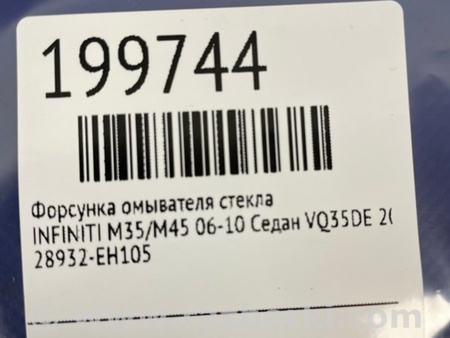 199744
Форсунка омывателя стекла
INFINITI M35/M45 06-10 Седан VQ35DE
28932-EH105